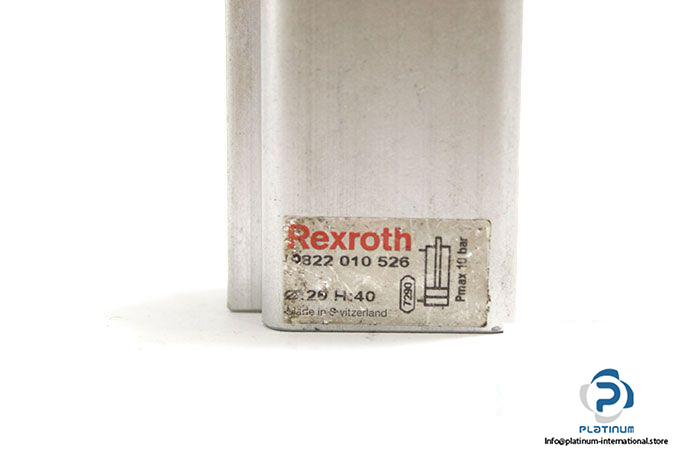 Rexroth
0822 010 526
Ø:20 H:40
Made in Switzerland
7290
Pmax 10 bar
PLATINUM
Info@platinum-international.store